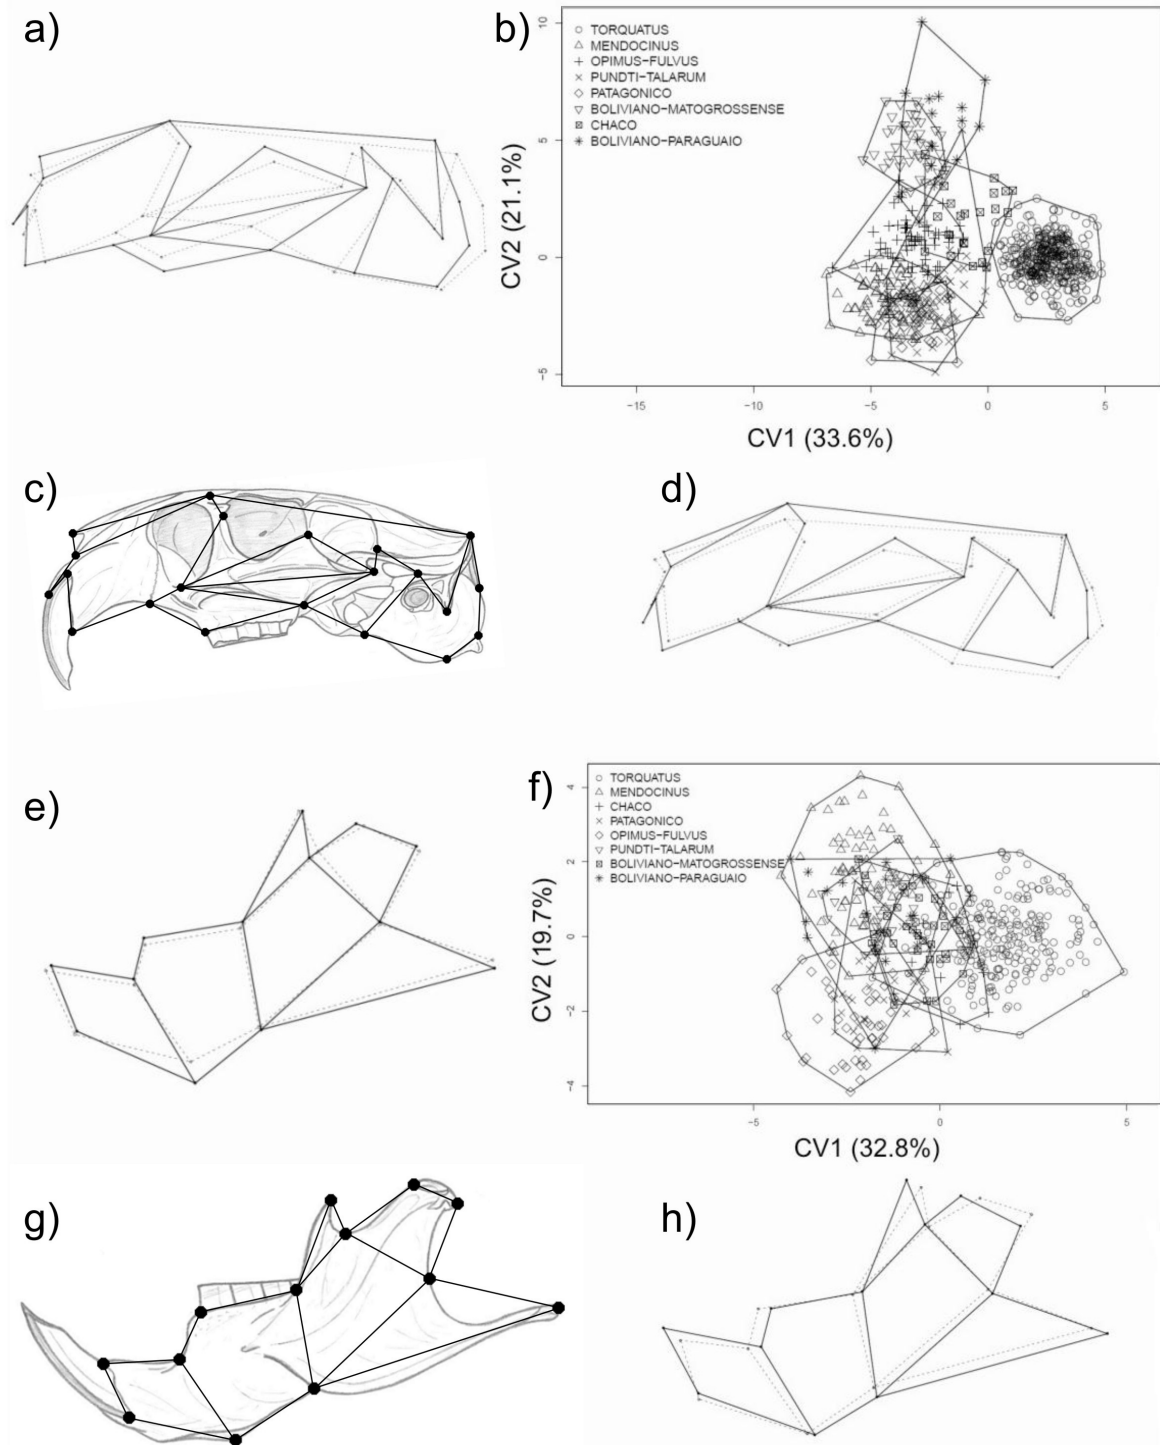 a)
b)
TORQUATUS
MENDOCINUS
OPIMUS-FULVUS
PUNDTI-TALARUM
PATAGONICO
BOLIVIANO-MATOGROSSENSE
CHACO
BOLIVIANO-PARAGUAIO
10
5
0
-5
CV2 (21.1%)
-15
-10
-5
0
5
CV1 (33.6%)
c)
d)
e)
f)
TORQUATUS
MENDOCINUS
CHACO
PATAGONICO
OPIMUS-FULVUS
PUNDTI-TALARUM
BOLIVIANO-MATOGROSSENSE
BOLIVIANO-PARAGUAIO
4
2
0
-2
-4
CV2 (19.7%)
-5
0
5
CV1 (32.8%)
g)
h)